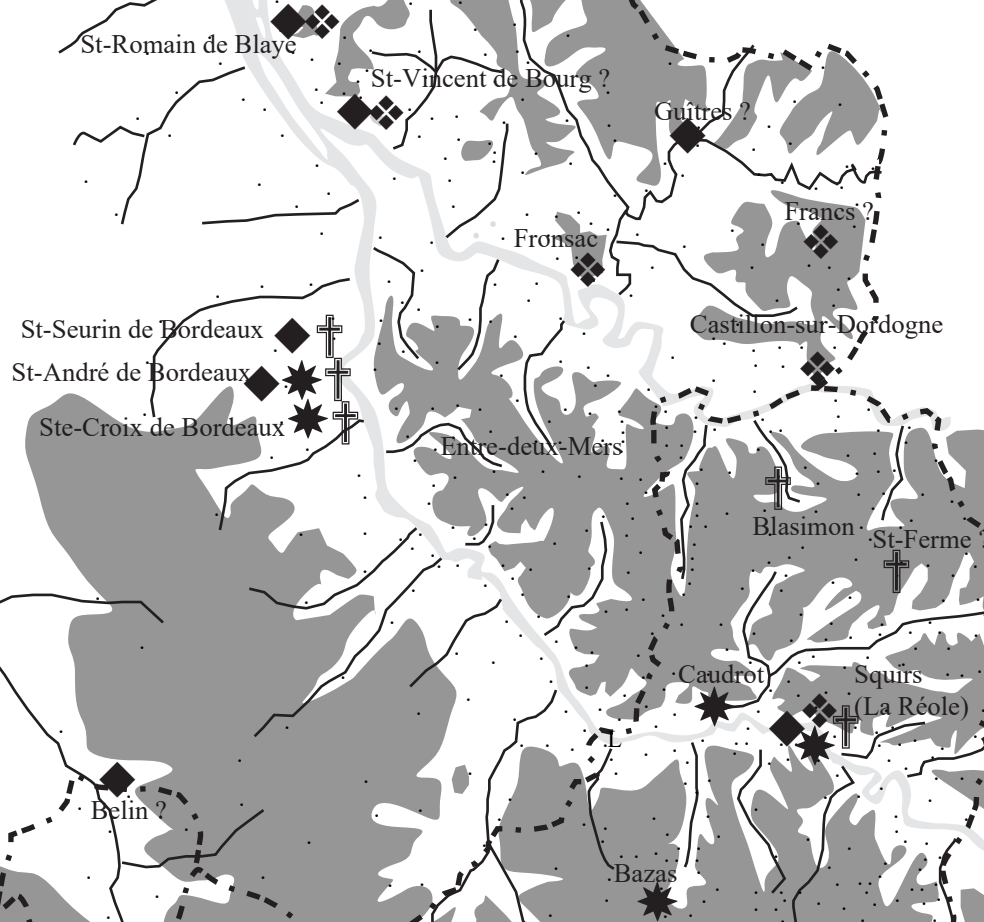 St-Romain de Blaye
St-Vincent de Bourg ?
Guîtres ?
Francs ?
Fronsac
Castillon-sur-Dordogne
St-Seurin de Bordeaux
St-André de Bordeaux
Ste-Croix de Bordeaux
Entre-deux-Mers
Blasimon
St-Ferme ?
Caudrot
Squirs
(La Réole)
L
Belin ?
Bazas